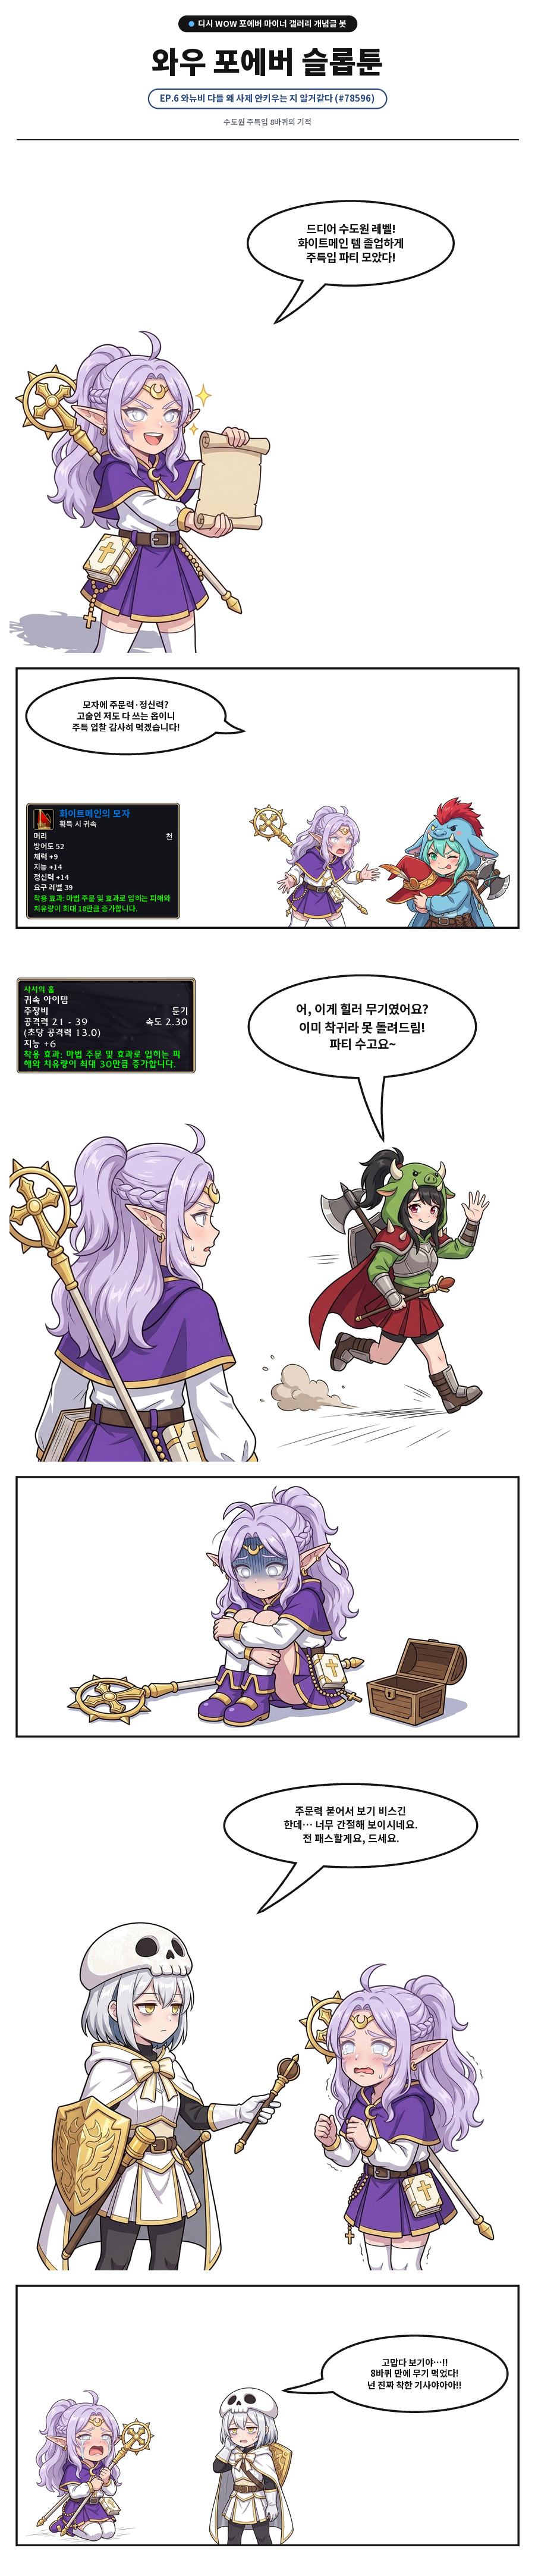 디시 WOW 포에버 마이너 갤러리 개념글 봇
와우 포에버 슬롭툰
EP.6 와뉴비 다들 왜 사제 안키우는 지 알거같다 (#78596)
수도원 주특입 8바퀴의 기적
드디어 수도원 레벨!
화이트메인 템 졸업하게
주특입 파티 모았다!
모자에 주문력·정신력?
고술인 저도 다 쓰는 옵이니
주특 입찰 감사히 먹겠습니다!
화이트메인의 모자
획득 시 귀속
머리 천
방어도 52
체력 +9
지능 +14
정신력 +14
요구 레벨 39
착용 효과: 마법 주문 및 효과로 입히는 피해와
치유량이 최대 18만큼 증가합니다.
사서의 홀
귀속 아이템
주장비 둔기
공격력 21 - 39 속도 2.30
(초당 공격력 13.0)
지능 +6
착용 효과: 마법 주문 및 효과로 입히는 피
해와 치유량이 최대 30만큼 증가합니다.
어, 이게 힐러 무기였어요?
이미 착귀라 못 돌려드림!
파티 수고요~
주문력 붙어서 보기 비스긴
한데… 너무 간절해 보이시네요.
전 패스할게요, 드세요.
고맙다 보기야…!!
8바퀴 만에 무기 먹었다!
넌 진짜 착한 기사야아아!!